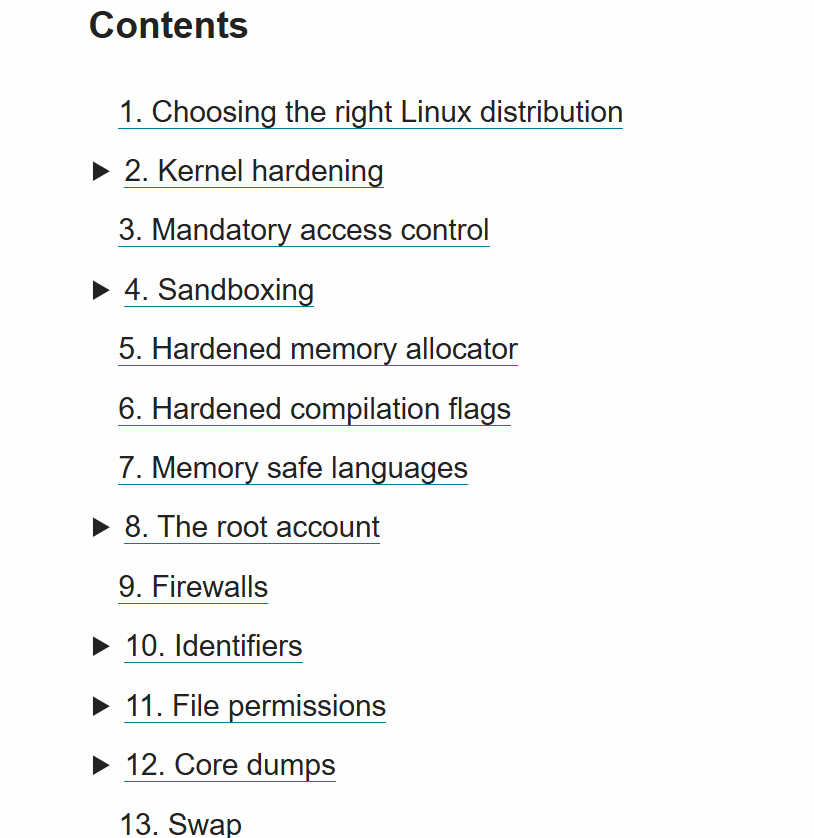 Contents
1. Choosing the right Linux distribution
2. Kernel hardening
3. Mandatory access control
4. Sandboxing
5. Hardened memory allocator
6. Hardened compilation flags
7. Memory safe languages
8. The root account
9. Firewalls
10. Identifiers
11. File permissions
12. Core dumps
13. Swap